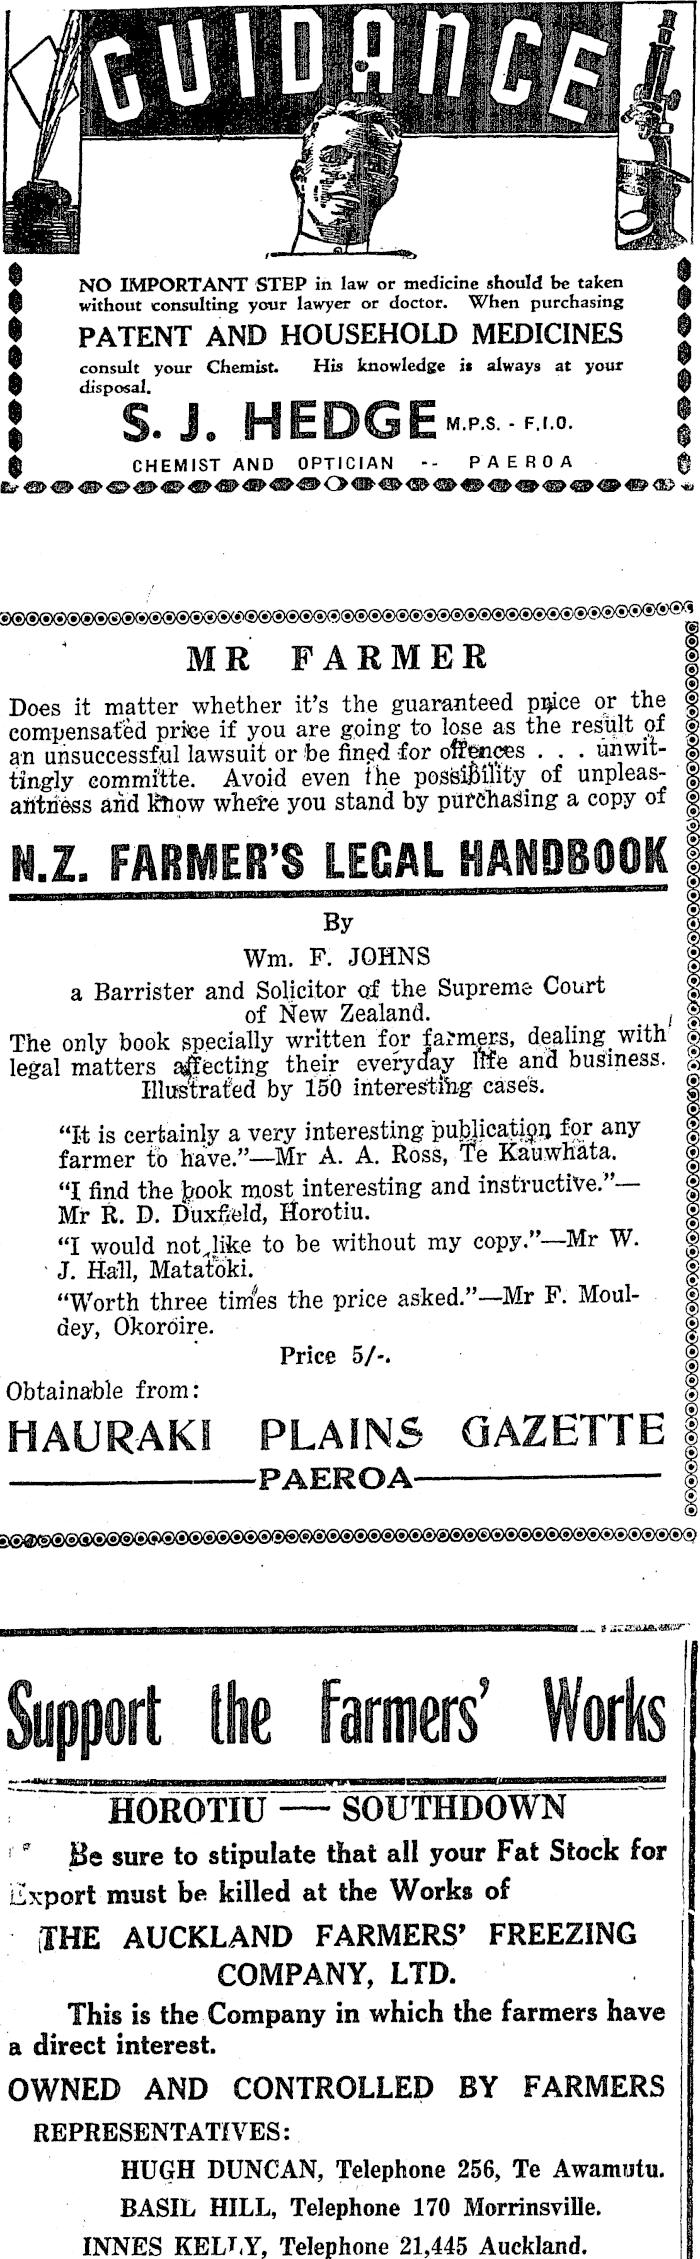 GUIDANCE
NO IMPORTANT STEP in law or medicine should be taken
without consulting your lawyer or doctor. When purchasing
PATENT AND HOUSEHOLD MEDICINES
consult your Chemist. His knowledge is always at your
disposal.
S. J. HEDGE M.P.S. - F.I.O.
CHEMIST AND OPTICIAN -- PAEROA
MR FARMER
Does it matter whether it's the guaranteed price or the
compensated price if you are going to lose as the result of
an unsuccessful lawsuit or be fined for offences . . . unwit-
tingly committe. Avoid even the possibility of unpleas-
antness and know where you stand by purchasing a copy of
N.Z. FARMER'S LEGAL HANDBOOK
By
Wm. F. JOHNS
a Barrister and Solicitor of the Supreme Court
of New Zealand.
The only book specially written for farmers, dealing with
legal matters affecting their everyday life and business.
Illustrated by 150 interesting cases.
"It is certainly a very interesting publication for any
farmer to have."—Mr A. A. Ross, Te Kauwhata.
"I find the book most interesting and instructive."—
Mr R. D. Duxfield, Horotiu.
"I would not like to be without my copy."—Mr W.
J. Hall, Matatoki.
"Worth three times the price asked."—Mr F. Moul-
dey, Okoroire.
Price 5/-.
Obtainable from:
HAURAKI PLAINS GAZETTE
PAEROA
Support the Farmers' Works
HOROTIU — SOUTHDOWN
Be sure to stipulate that all your Fat Stock for
Export must be killed at the Works of
THE AUCKLAND FARMERS' FREEZING
COMPANY, LTD.
This is the Company in which the farmers have
a direct interest.
OWNED AND CONTROLLED BY FARMERS
REPRESENTATIVES:
HUGH DUNCAN, Telephone 256, Te Awamutu.
BASIL HILL, Telephone 170 Morrinsville.
INNES KELLY, Telephone 21,445 Auckland.